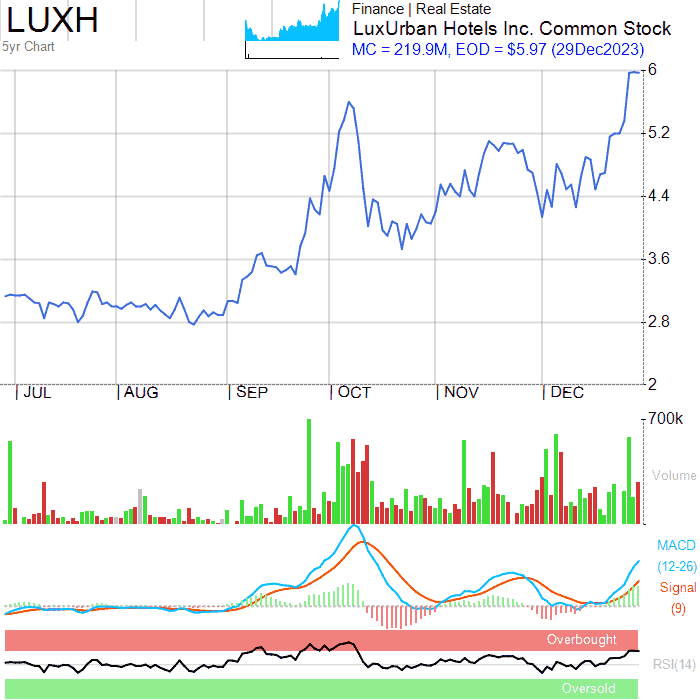 LUXH
5yr Chart
Finance | Real Estate
LuxUrban Hotels Inc. Common Stock
MC = 219.9M, EOD = $5.97 (29Dec2023)
6
5.2
4.4
3.6
2.8
2
JUL AUG SEP OCT NOV DEC
700k
Volume
MACD
(12-26)
Signal
(9)
Overbought
RSI(14)
Oversold